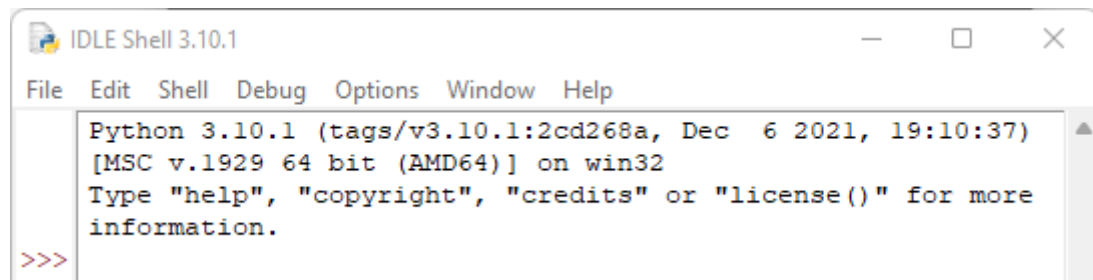 IDLE Shell 3.10.1
File Edit Shell Debug Options Window Help
Python 3.10.1 (tags/v3.10.1:2cd268a, Dec  6 2021, 19:10:37)
[MSC v.1929 64 bit (AMD64)] on win32
Type "help", "copyright", "credits" or "license()" for more
information.
>>>